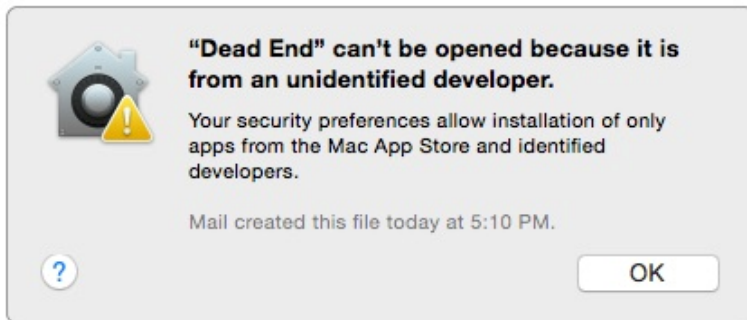 “Dead End” can’t be opened because it is
from an unidentified developer.
Your security preferences allow installation of only
apps from the Mac App Store and identified
developers.
Mail created this file today at 5:10 PM.
?
OK